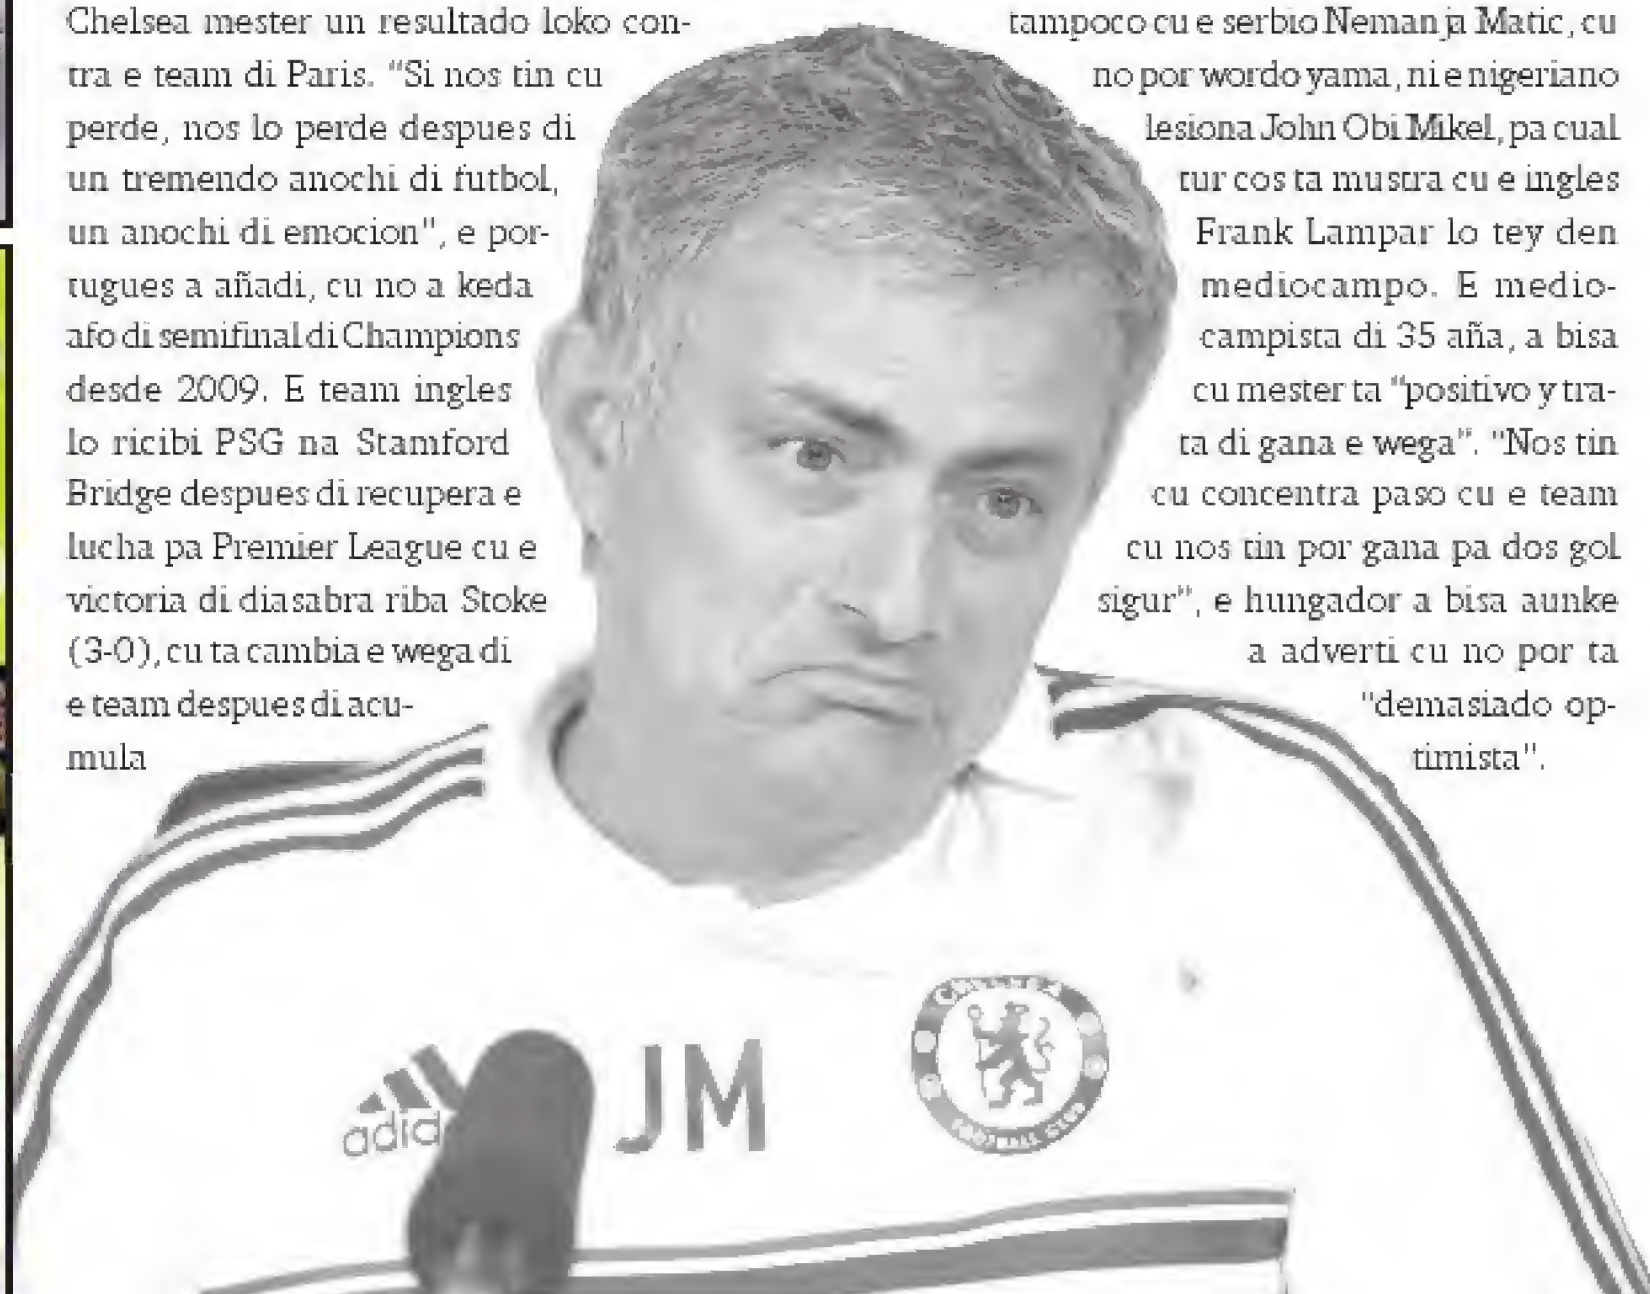 Chelsea mester un resultado loko con-
tra e team di Paris. "Si nos tin cu
perde, nos lo perde despues di
un tremendo anochi di futbol,
un anochi di emocion", e por-
tugues a añadi, cu no a keda
afo di semifinal di Champions
desde 2009. E team ingles
lo ricibi PSG na Stamford
Bridge despues di recupera e
lucha pa Premier League cu e
victoria di diasabra riba Stoke
(3-0), cu ta cambia e wega di
e team despues di acu-
mula
tampoco cu e serbio Nemanja Matic, cu
no por wordo yama, ni e nigeriano
lesiona John Obi Mikel, pa cual
tur cos ta mustra cu e ingles
Frank Lampar lo tey den
mediocampo. E medio-
campista di 35 aña, a bisa
cu mester ta "positivo y tra-
ta di gana e wega". "Nos tin
cu concentra paso cu e team
cu nos tin por gana pa dos gol
sigur", e hungador a bisa aunke
a adverti cu no por ta
"demasiado op-
timista".
adid
JM
CHELSEA
FOOTBALL CLUB